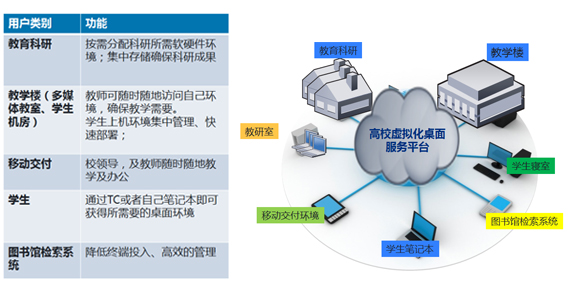 用户类别 功能
教育科研 按需分配科研所需软硬件环
境；集中存储确保科研成果
教学楼（多媒
体教室、学生
机房）
教师可随时随地访问自己环
境，确保教学需要。
学生上机环境集中管理、快
速部署；
移动交付 校领导，及教师随时随地教
学及办公
学生 通过TC或者自己笔记本即可
获得所需要的桌面环境
图书馆检索系
统
降低终端投入、高效的管理
教育科研
教学楼
教研室
高校虚拟化桌面
服务平台
学生寝室
移动交付环境
图书馆检索系统
学生笔记本